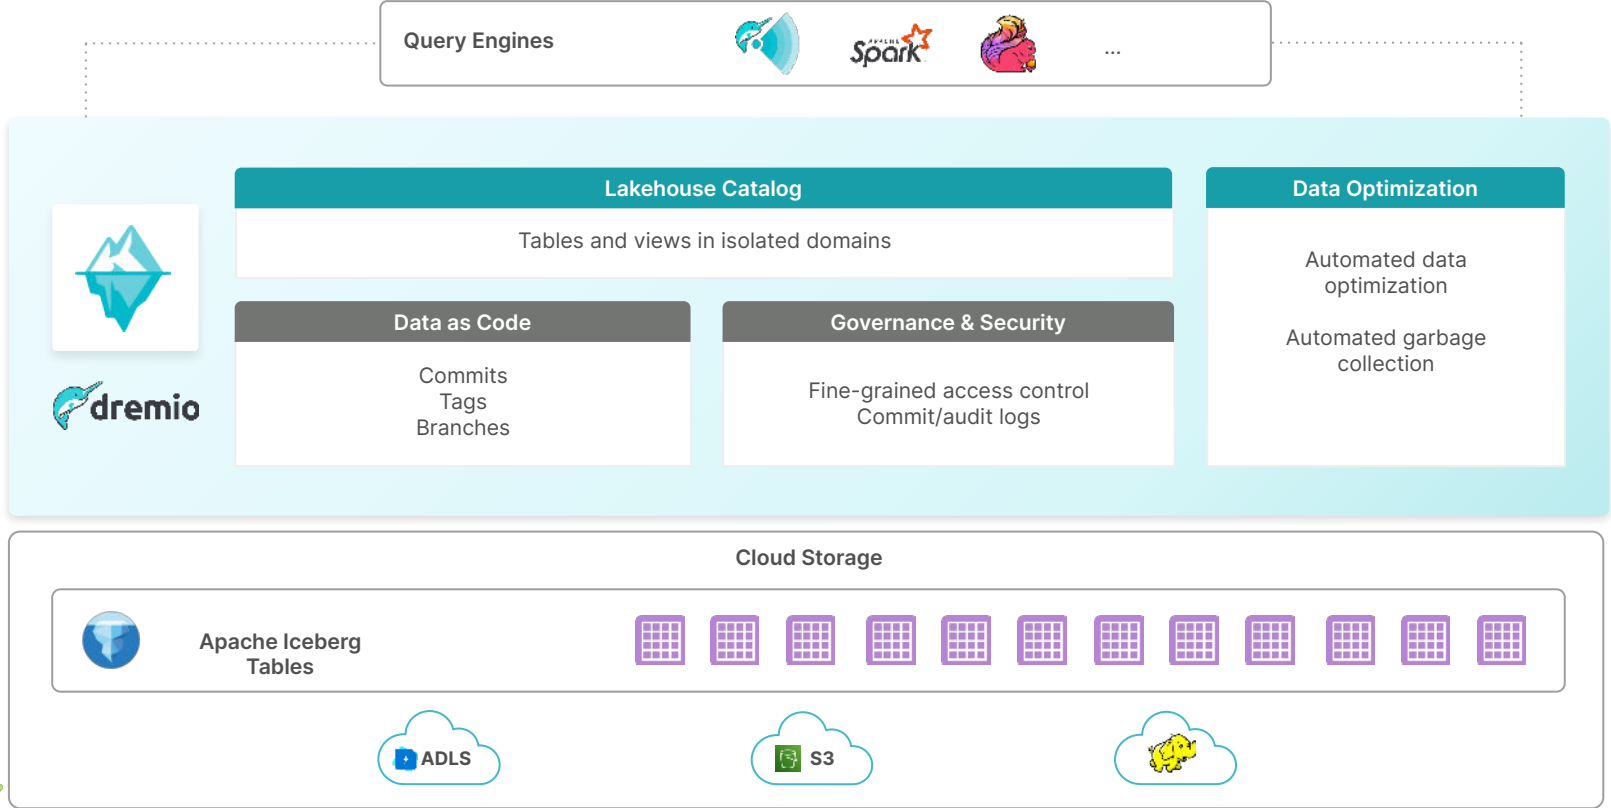 Query Engines
APACHE
Spark
...
Lakehouse Catalog
Tables and views in isolated domains
Data Optimization
Automated data
optimization
Automated garbage
collection
dremio
Data as Code
Commits
Tags
Branches
Governance & Security
Fine-grained access control
Commit/audit logs
Cloud Storage
Apache Iceberg
Tables
ADLS
S3